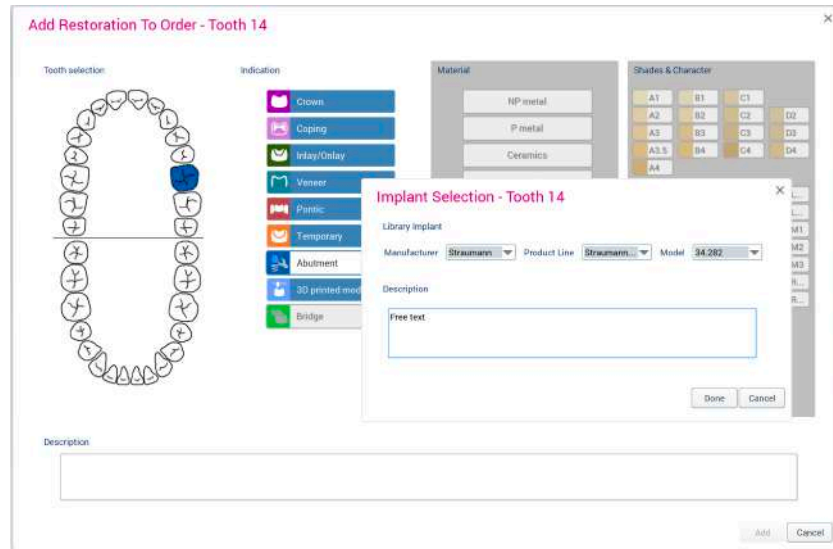 Add Restoration To Order - Tooth 14
Tooth selection
Indication
Crown
Coping
Inlay/Onlay
Veneer
Pontic
Temporary
Abutment
3D printed mod
Bridge
Material
NP metal
P metal
Ceramics
Shades & Character
A1 B1 C1
A2 B2 C2 D2
A3 B3 C3 D3
A3.5 B4 C4 D4
A4
L...
L...
M1
M2
M3
R...
R...
Implant Selection - Tooth 14
Library Implant
Manufacturer Straumann Product Line Straumann... Model 34.282
Description
Free text
Done Cancel
Description
Add Cancel